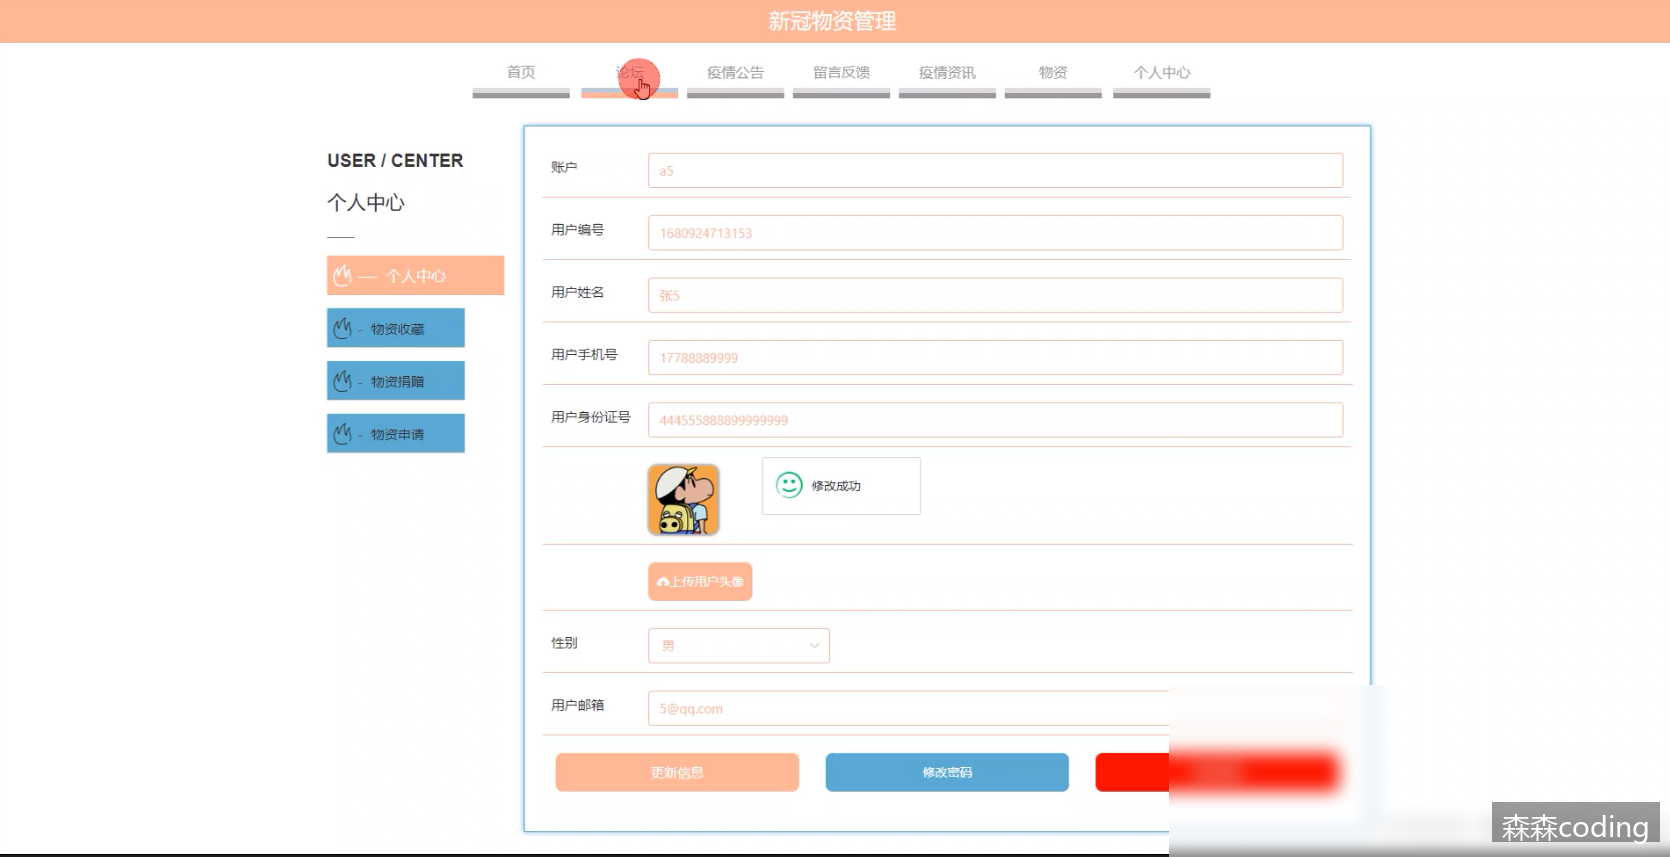 新冠物资管理
首页 论坛 疫情公告 留言反馈 疫情资讯 物资 个人中心
USER / CENTER
个人中心
个人中心
- 物资收藏
- 物资捐赠
- 物资申请
账户 a5
用户编号 1680924713153
用户姓名 张5
用户手机号 17788889999
用户身份证号 444555888899999999
修改成功
上传用户头像
性别 男
用户邮箱 5@qq.com
更新信息 修改密码
森森coding